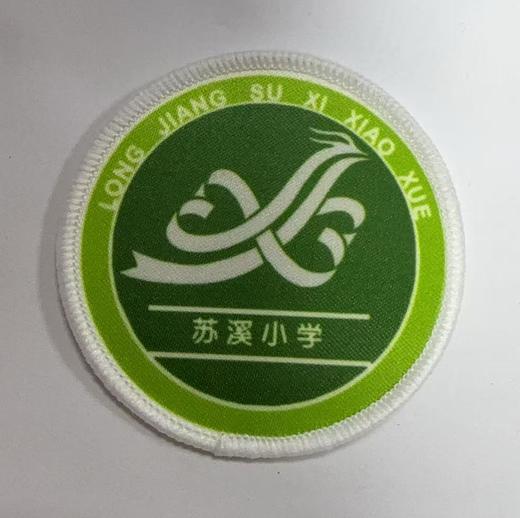 LONG JIANG SU XI XIAO XUE
苏溪小学